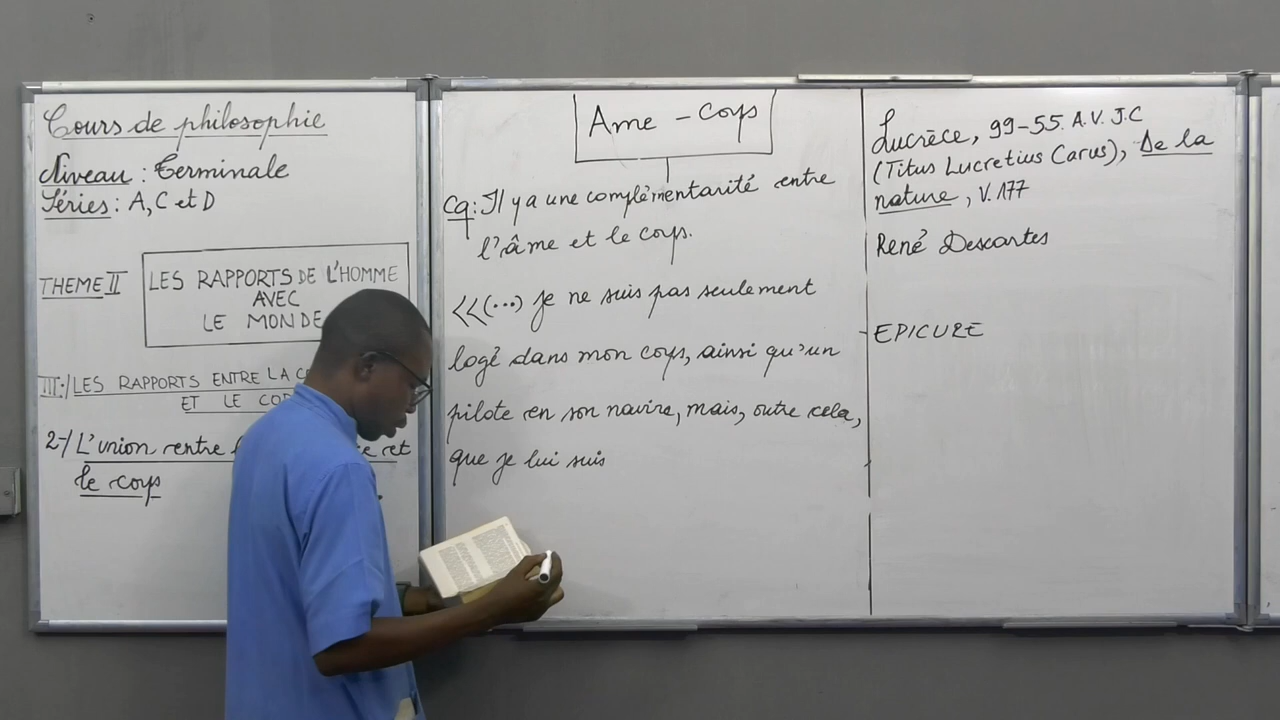 Cours de philosophie
Niveau : Terminale
Séries : A, C et D
THEME II
LES RAPPORTS DE L'HOMME
AVEC
LE MONDE
III:/ LES RAPPORTS ENTRE LA
ET LE
2-/ L'union entre et
le corps
Ame - Corps
Cq: Il y a une complémentarité entre
l'âme et le corps.
<<(...) je ne suis pas seulement
logé dans mon corps, ainsi qu'un
pilote en son navire, mais, outre cela,
que je lui suis
Lucrèce, 99-55. A.V. J.C
(Titus Lucretius Carus), De la
nature, V. 177
René Descartes
EPICURE